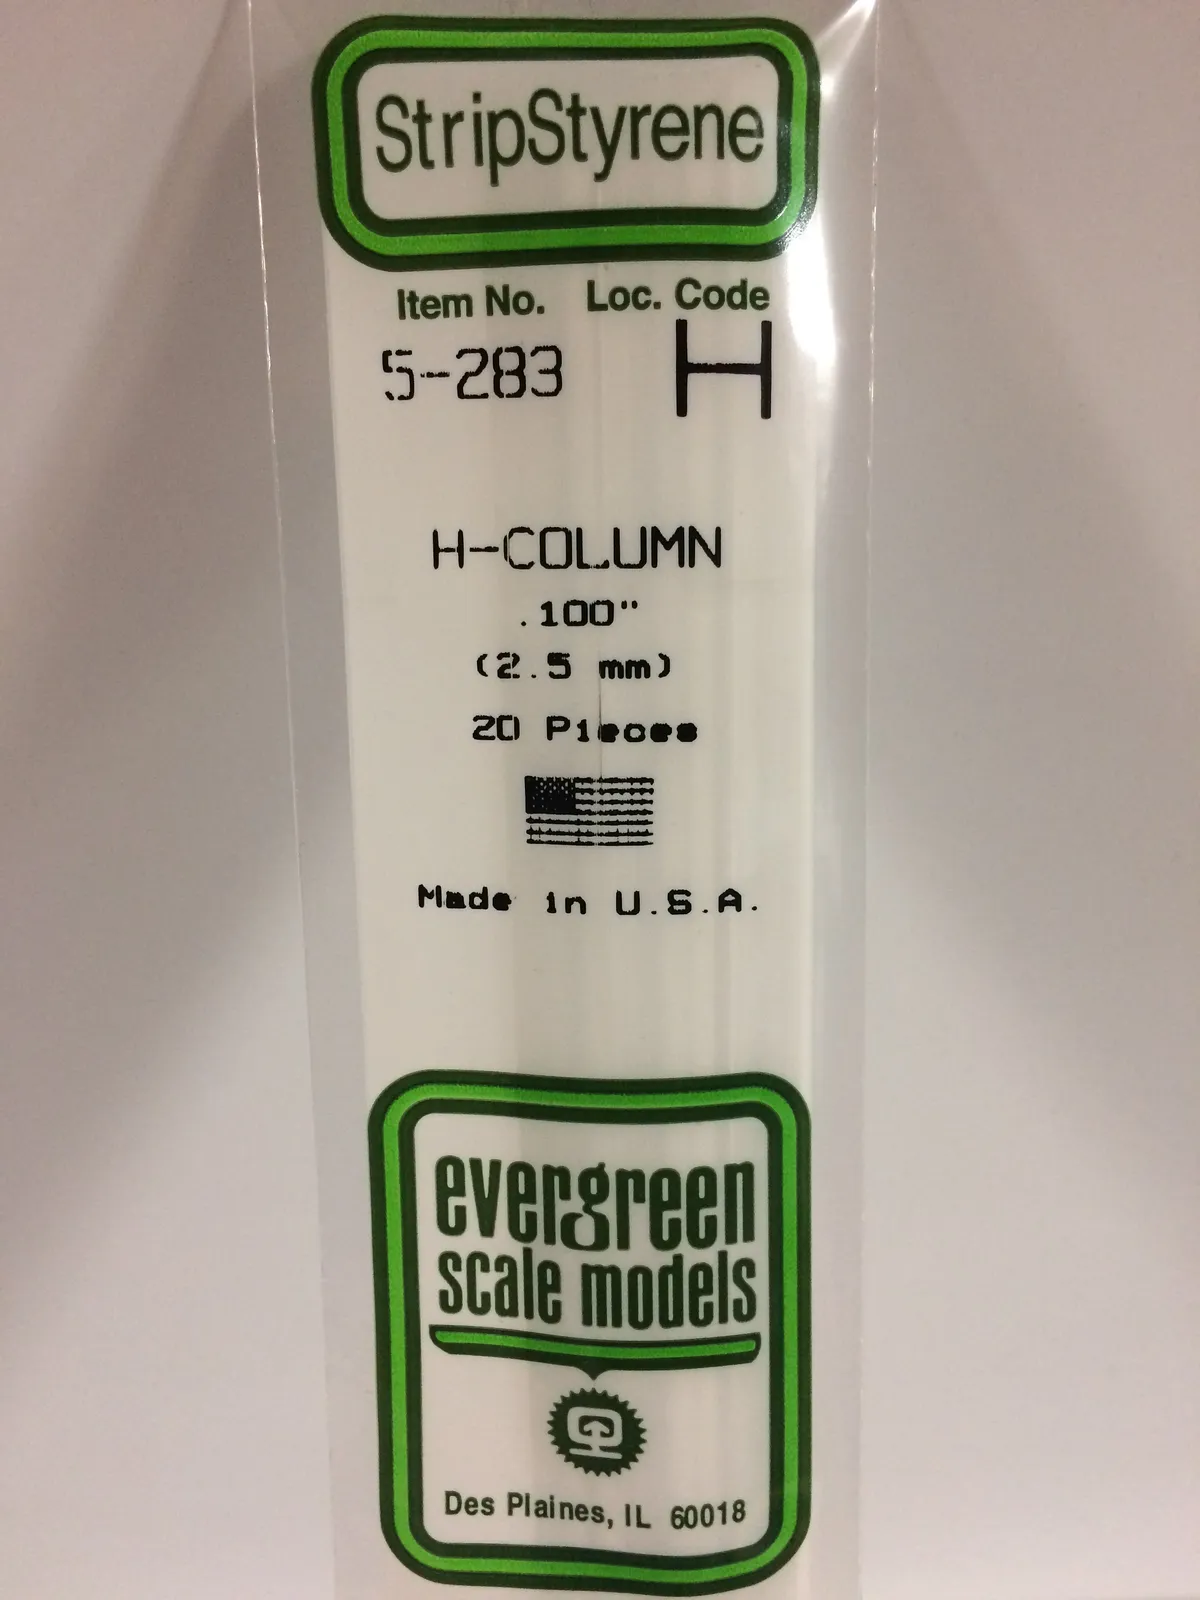 StripStyrene
Item No. Loc. Code
5-283 H
H-COLUMN
.100"
(2.5 mm)
20 Pieces
Made in U.S.A.
evergreen
scale models
Des Plaines, IL 60018